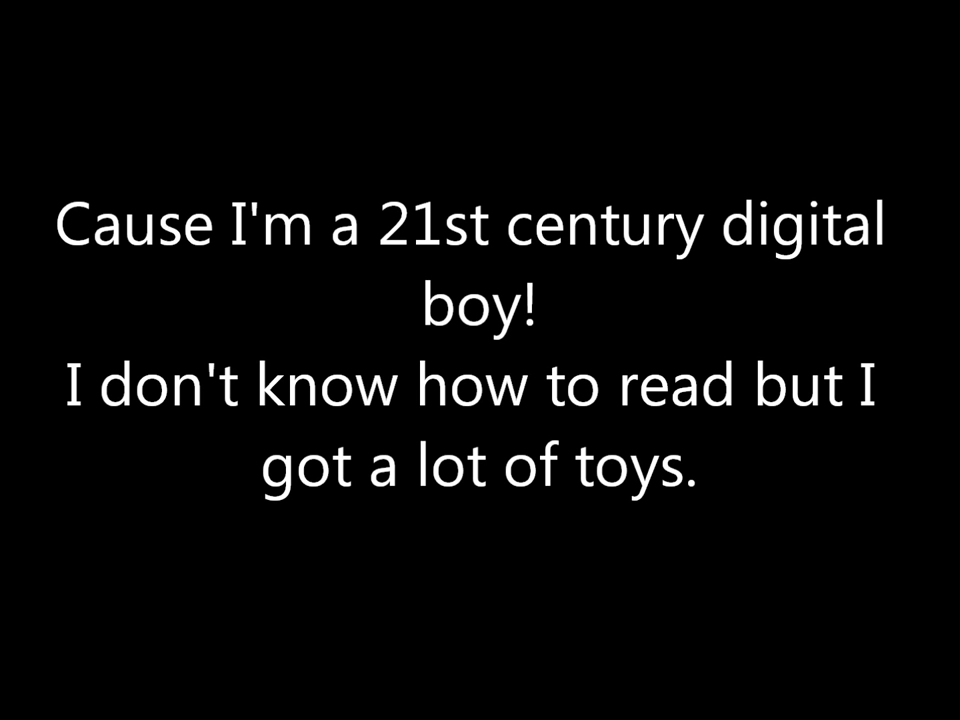 Cause I'm a 21st century digital
boy!
I don't know how to read but I
got a lot of toys.